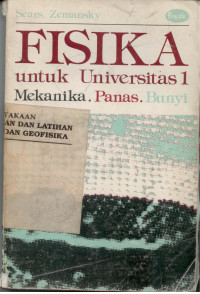 Sears, Zemansky
FISIKA
untuk Universitas 1
Mekanika. Panas. Bunyi
TAKAAN
AN DAN LATIHAN
DAN GEOFISIKA